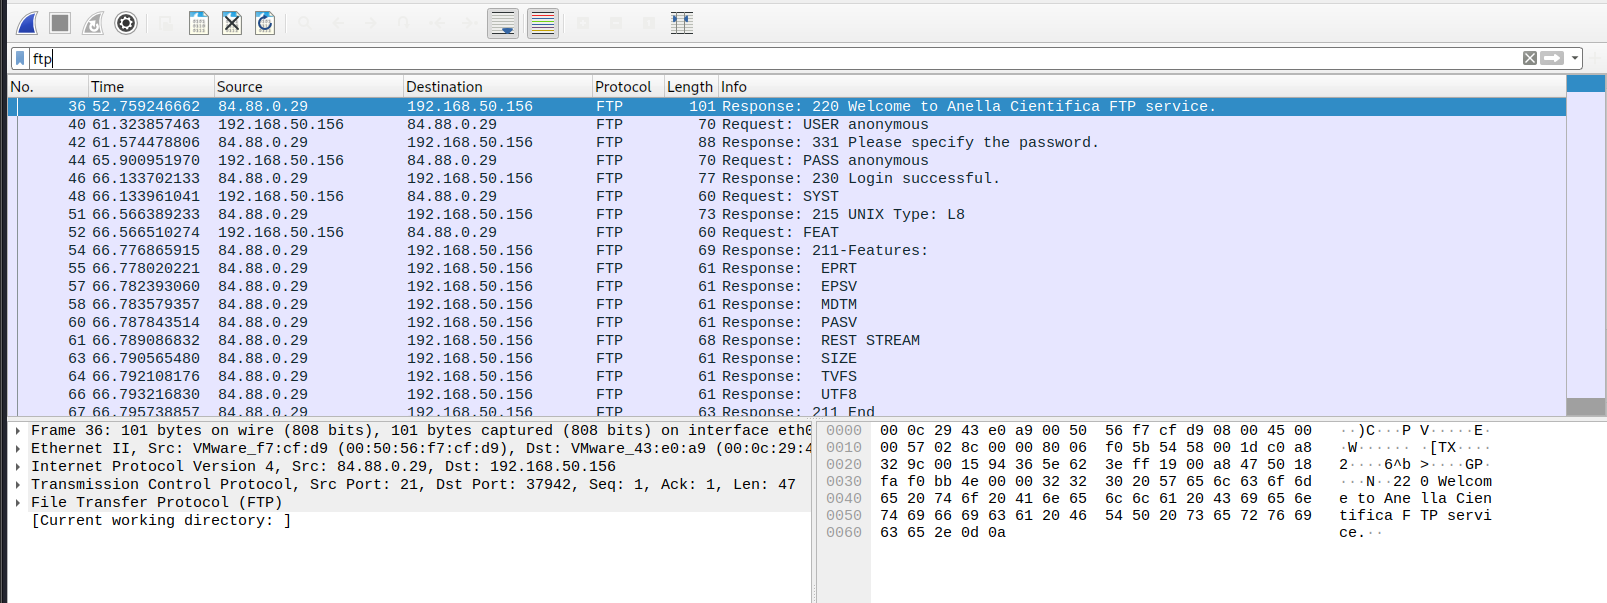 ftp
No. Time Source Destination Protocol Length Info
36 52.759246662 84.88.0.29 192.168.50.156 FTP 101 Response: 220 Welcome to Anella Cientifica FTP service.
40 61.323857463 192.168.50.156 84.88.0.29 FTP 70 Request: USER anonymous
42 61.574478806 84.88.0.29 192.168.50.156 FTP 88 Response: 331 Please specify the password.
44 65.900951970 192.168.50.156 84.88.0.29 FTP 70 Request: PASS anonymous
46 66.133702133 84.88.0.29 192.168.50.156 FTP 77 Response: 230 Login successful.
48 66.133961041 192.168.50.156 84.88.0.29 FTP 60 Request: SYST
51 66.566389233 84.88.0.29 192.168.50.156 FTP 73 Response: 215 UNIX Type: L8
52 66.566510274 192.168.50.156 84.88.0.29 FTP 60 Request: FEAT
54 66.776865915 84.88.0.29 192.168.50.156 FTP 69 Response: 211-Features:
55 66.778020221 84.88.0.29 192.168.50.156 FTP 61 Response: EPRT
57 66.782393060 84.88.0.29 192.168.50.156 FTP 61 Response: EPSV
58 66.783579357 84.88.0.29 192.168.50.156 FTP 61 Response: MDTM
60 66.787843514 84.88.0.29 192.168.50.156 FTP 61 Response: PASV
61 66.789086832 84.88.0.29 192.168.50.156 FTP 68 Response: REST STREAM
63 66.790565480 84.88.0.29 192.168.50.156 FTP 61 Response: SIZE
64 66.792108176 84.88.0.29 192.168.50.156 FTP 61 Response: TVFS
66 66.793216830 84.88.0.29 192.168.50.156 FTP 61 Response: UTF8
67 66.795738857 84.88.0.29 192.168.50.156 FTP 63 Response: 211 End
Frame 36: 101 bytes on wire (808 bits), 101 bytes captured (808 bits) on interface eth0
Ethernet II, Src: VMware_f7:cf:d9 (00:50:56:f7:cf:d9), Dst: VMware_43:e0:a9 (00:0c:29:4
Internet Protocol Version 4, Src: 84.88.0.29, Dst: 192.168.50.156
Transmission Control Protocol, Src Port: 21, Dst Port: 37942, Seq: 1, Ack: 1, Len: 47
File Transfer Protocol (FTP)
[Current working directory: ]
0000 00 0c 29 43 e0 a9 00 50 56 f7 cf d9 08 00 45 00 ··)C···P V·····E·
0010 00 57 02 8c 00 00 80 06 f0 5b 54 58 00 1d c0 a8 ·W······ ·[TX····
0020 32 9c 00 15 94 36 5e 62 3e ff 19 00 a8 47 50 18 2····6^b >····GP·
0030 fa f0 bb 4e 00 00 32 32 30 20 57 65 6c 63 6f 6d ···N··22 0 Welcom
0040 65 20 74 6f 20 41 6e 65 6c 6c 61 20 43 69 65 6e e to Ane lla Cien
0050 74 69 66 69 63 61 20 46 54 50 20 73 65 72 76 69 tifica F TP servi
0060 63 65 2e 0d 0a ce.··